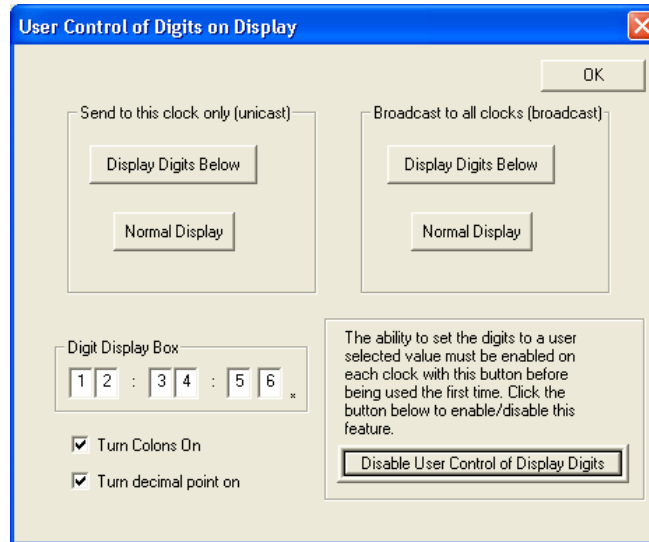 User Control of Digits on Display
OK
Send to this clock only (unicast)
Display Digits Below
Normal Display
Broadcast to all clocks (broadcast)
Display Digits Below
Normal Display
Digit Display Box
1 2 : 3 4 : 5 6 *
Turn Colons On
Turn decimal point on
The ability to set the digits to a user
selected value must be enabled on
each clock with this button before
being used the first time. Click the
button below to enable/disable this
feature.
Disable User Control of Display Digits